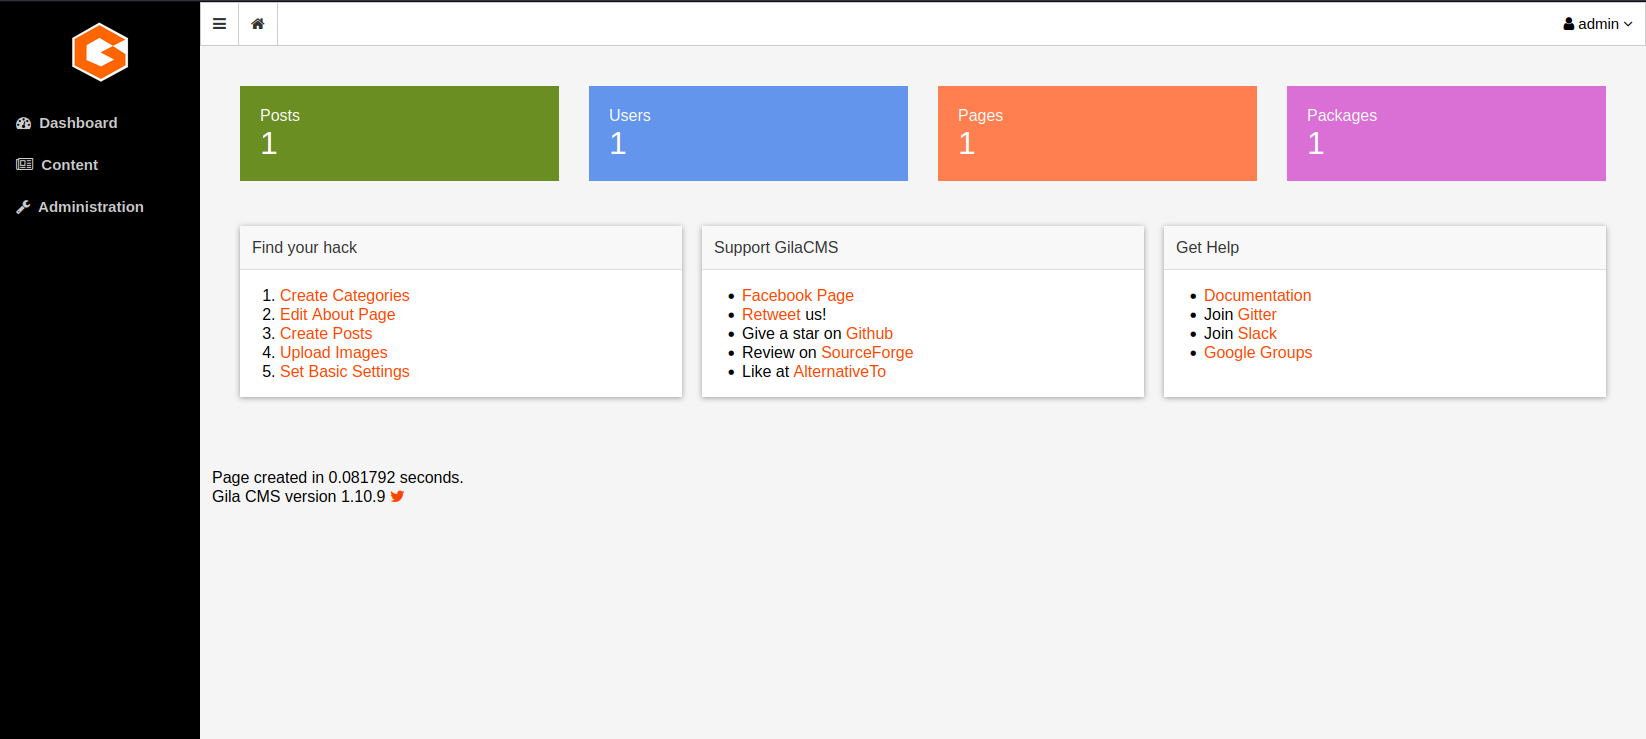 admin
Dashboard
Content
Administration
Posts
1
Users
1
Pages
1
Packages
1
Find your hack
1. Create Categories
2. Edit About Page
3. Create Posts
4. Upload Images
5. Set Basic Settings
Support GilaCMS
• Facebook Page
• Retweet us!
• Give a star on Github
• Review on SourceForge
• Like at AlternativeTo
Get Help
• Documentation
• Join Gitter
• Join Slack
• Google Groups
Page created in 0.081792 seconds.
Gila CMS version 1.10.9